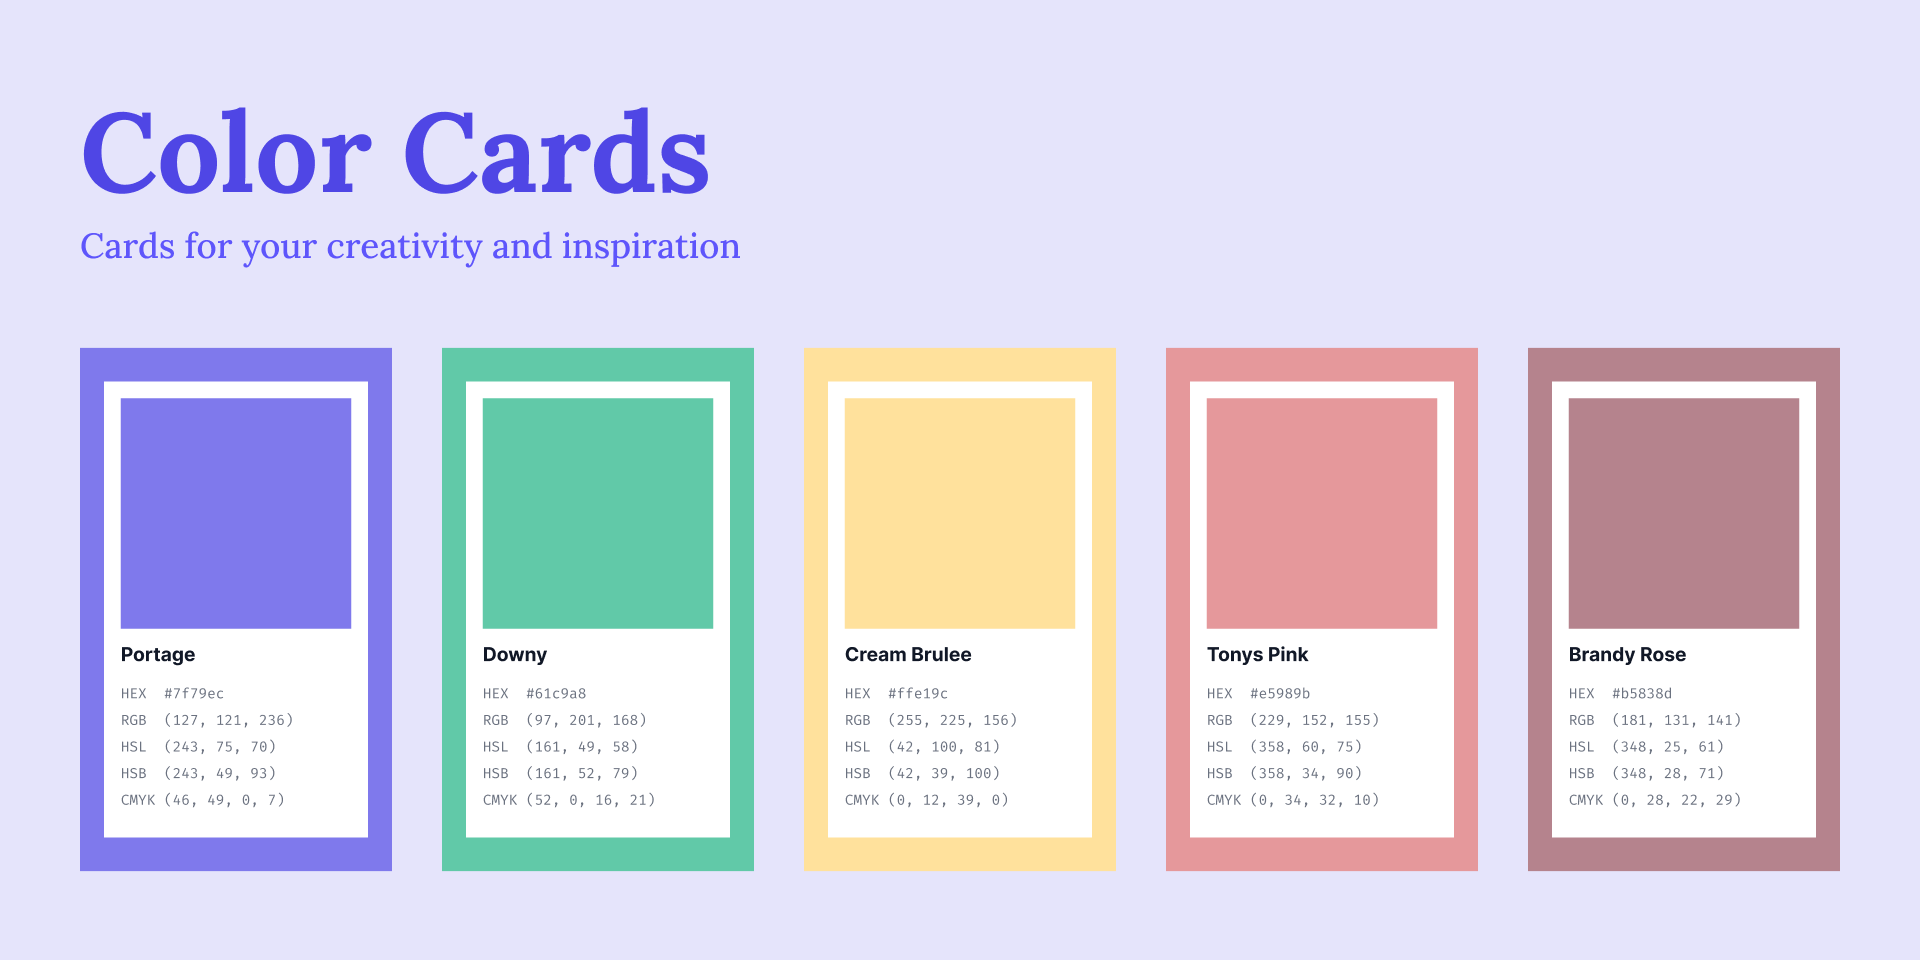 Color Cards
Cards for your creativity and inspiration
Portage
HEX #7f79ec
RGB (127, 121, 236)
HSL (243, 75, 70)
HSB (243, 49, 93)
CMYK (46, 49, 0, 7)
Downy
HEX #61c9a8
RGB (97, 201, 168)
HSL (161, 49, 58)
HSB (161, 52, 79)
CMYK (52, 0, 16, 21)
Cream Brulee
HEX #ffe19c
RGB (255, 225, 156)
HSL (42, 100, 81)
HSB (42, 39, 100)
CMYK (0, 12, 39, 0)
Tonys Pink
HEX #e5989b
RGB (229, 152, 155)
HSL (358, 60, 75)
HSB (358, 34, 90)
CMYK (0, 34, 32, 10)
Brandy Rose
HEX #b5838d
RGB (181, 131, 141)
HSL (348, 25, 61)
HSB (348, 28, 71)
CMYK (0, 28, 22, 29)